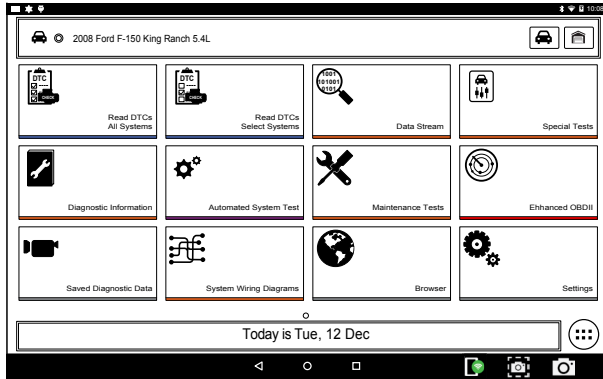 10:08
2008 Ford F-150 King Ranch 5.4L
DTC
CHECK
Read DTCs
All Systems
DTC
CHECK
Read DTCs
Select Systems
1001
101001
0101
Data Stream
Special Tests
Diagnostic Information
Automated System Test
Maintenance Tests
Ehhanced OBDII
Saved Diagnostic Data
System Wiring Diagrams
Browser
Settings
Today is Tue, 12 Dec